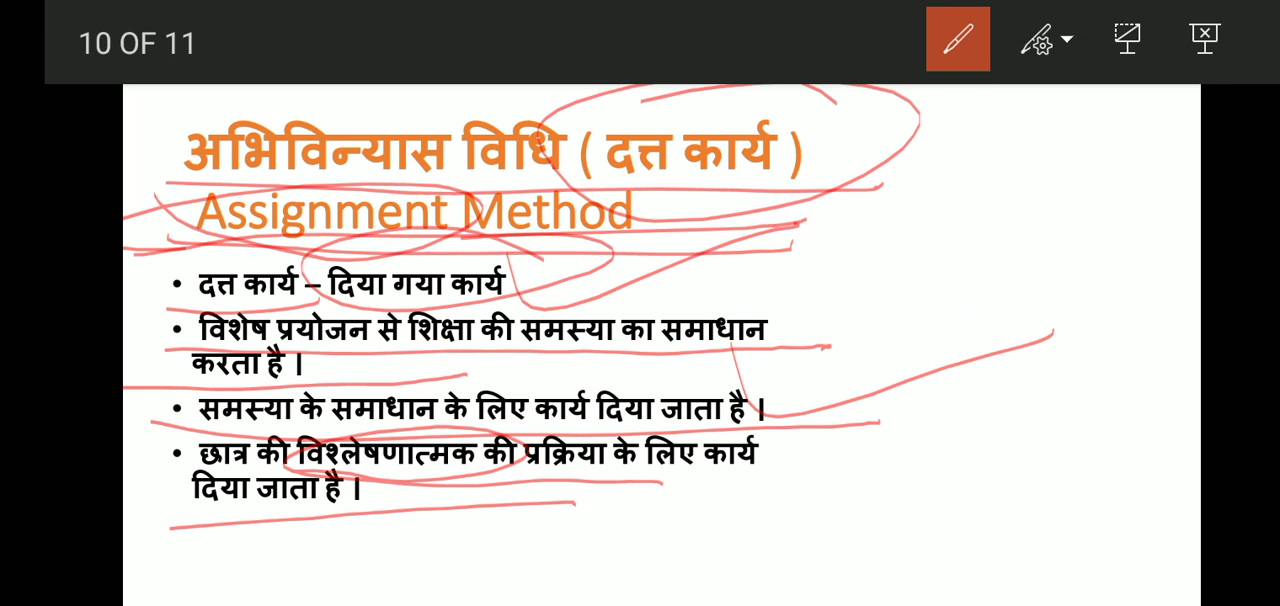 10 OF 11
अभिविन्यास विधि ( दत्त कार्य )
Assignment Method
• दत्त कार्य – दिया गया कार्य
• विशेष प्रयोजन से शिक्षा की समस्या का समाधान
करता है ।
• समस्या के समाधान के लिए कार्य दिया जाता है ।
• छात्र की विश्लेषणात्मक की प्रक्रिया के लिए कार्य
दिया जाता है ।